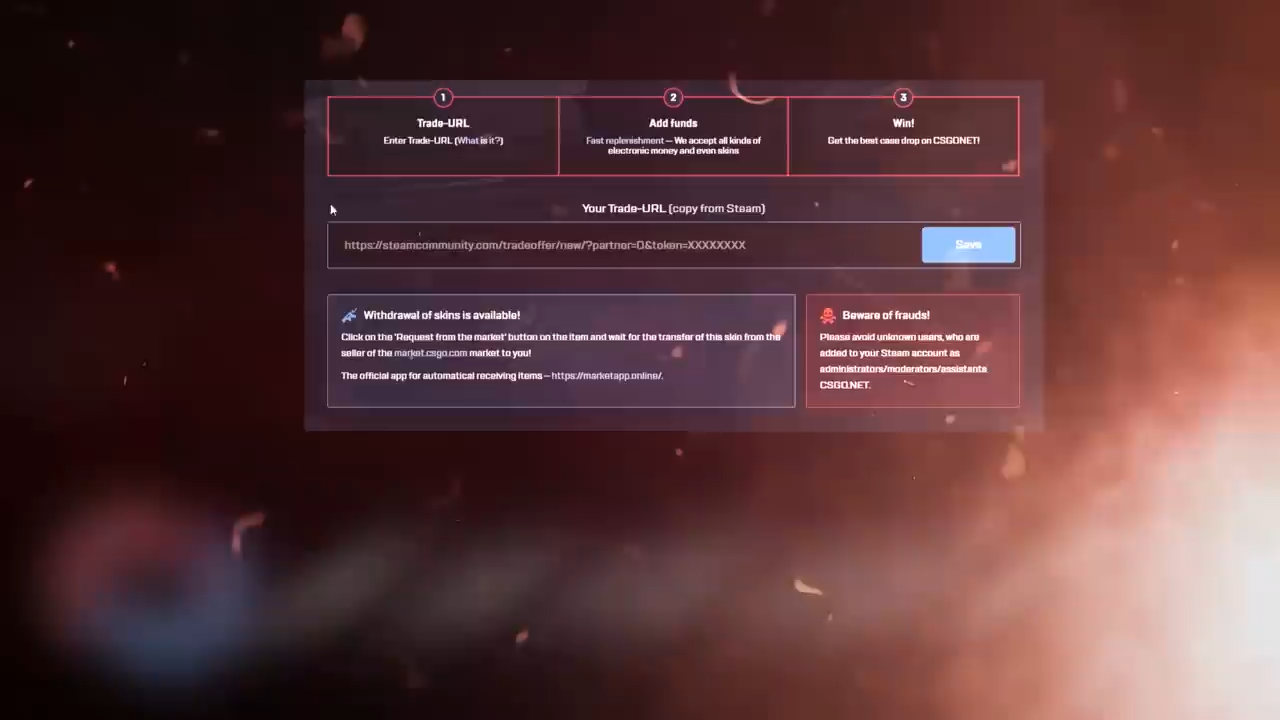 1
Trade-URL
Enter Trade-URL (What is it?)
2
Add funds
Fast replenishment — We accept all kinds of
electronic money and even skins
3
Win!
Get the best case drop on CSGONET!
Your Trade-URL (copy from Steam)
https://steamcommunity.com/tradeoffer/new/?partner=0&token=XXXXXXXX
Save
Withdrawal of skins is available!
Click on the 'Request from the market' button on the item and wait for the transfer of this skin from the
seller of the market.csgo.com market to you!
The official app for automatical receiving items — https://marketapp.online/.
Beware of frauds!
Please avoid unknown users, who are
added to your Steam account as
administrators/moderators/assistants
CSGO.NET.